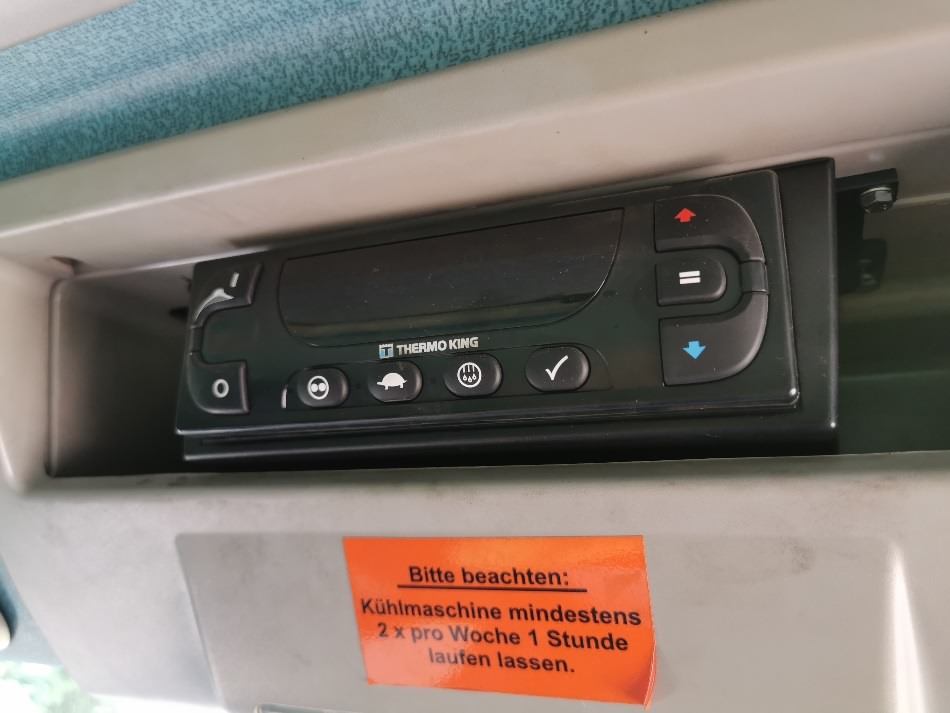 THERMO KING
Bitte beachten:
Kühlmaschine mindestens
2 x pro Woche 1 Stunde
laufen lassen.